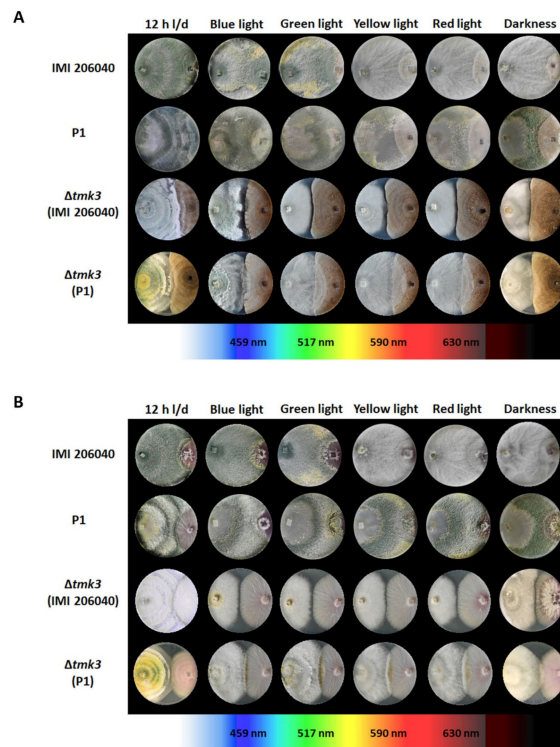 A
12 h l/d Blue light Green light Yellow light Red light Darkness
IMI 206040
P1
Δtmk3
(IMI 206040)
Δtmk3
(P1)
459 nm 517 nm 590 nm 630 nm
B
12 h l/d Blue light Green light Yellow light Red light Darkness
IMI 206040
P1
Δtmk3
(IMI 206040)
Δtmk3
(P1)
459 nm 517 nm 590 nm 630 nm